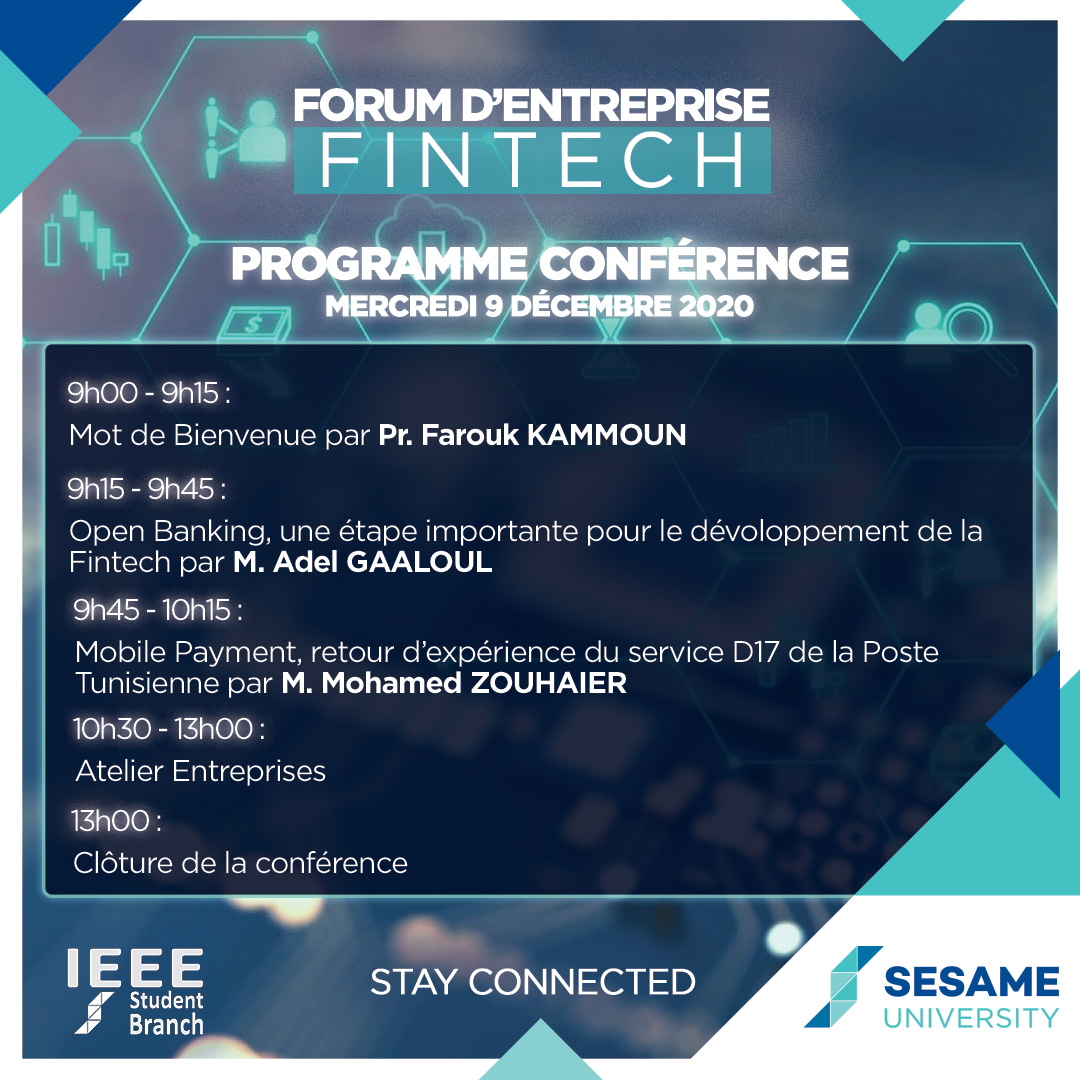 FORUM D'ENTREPRISE
FINTECH
PROGRAMME CONFÉRENCE
MERCREDI 9 DÉCEMBRE 2020
9h00 - 9h15 :
Mot de Bienvenue par Pr. Farouk KAMMOUN
9h15 - 9h45 :
Open Banking, une étape importante pour le dévoloppement de la
Fintech par M. Adel GAALOUL
9h45 - 10h15 :
Mobile Payment, retour d'expérience du service D17 de la Poste
Tunisienne par M. Mohamed ZOUHAIER
10h30 - 13h00 :
Atelier Entreprises
13h00 :
Clôture de la conférence
IEEE
Student
Branch
STAY CONNECTED
SESAME
UNIVERSITY